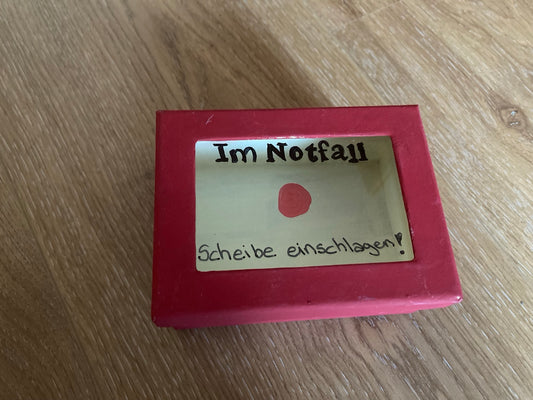 Im Notfall
Scheibe einschlagen!